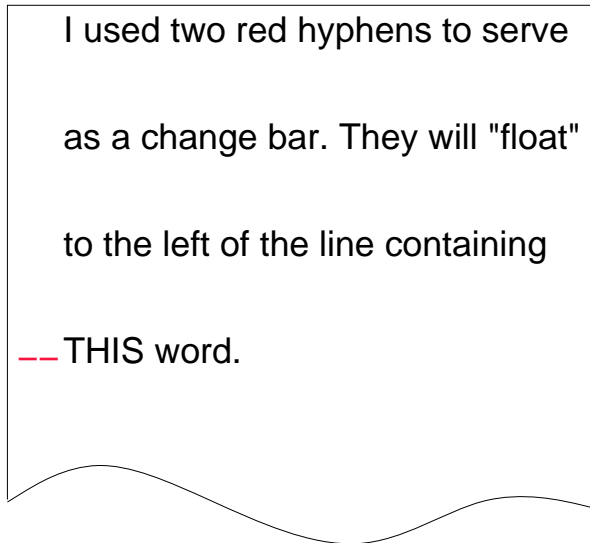 I used two red hyphens to serve
as a change bar. They will "float"
to the left of the line containing
--THIS word.